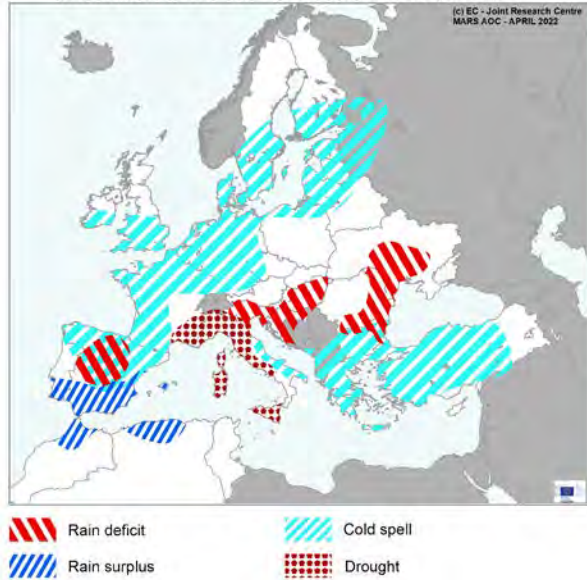 (c) EC - Joint Research Centre
MARS AOC - APRIL 2022
Rain deficit
Cold spell
Rain surplus
Drought